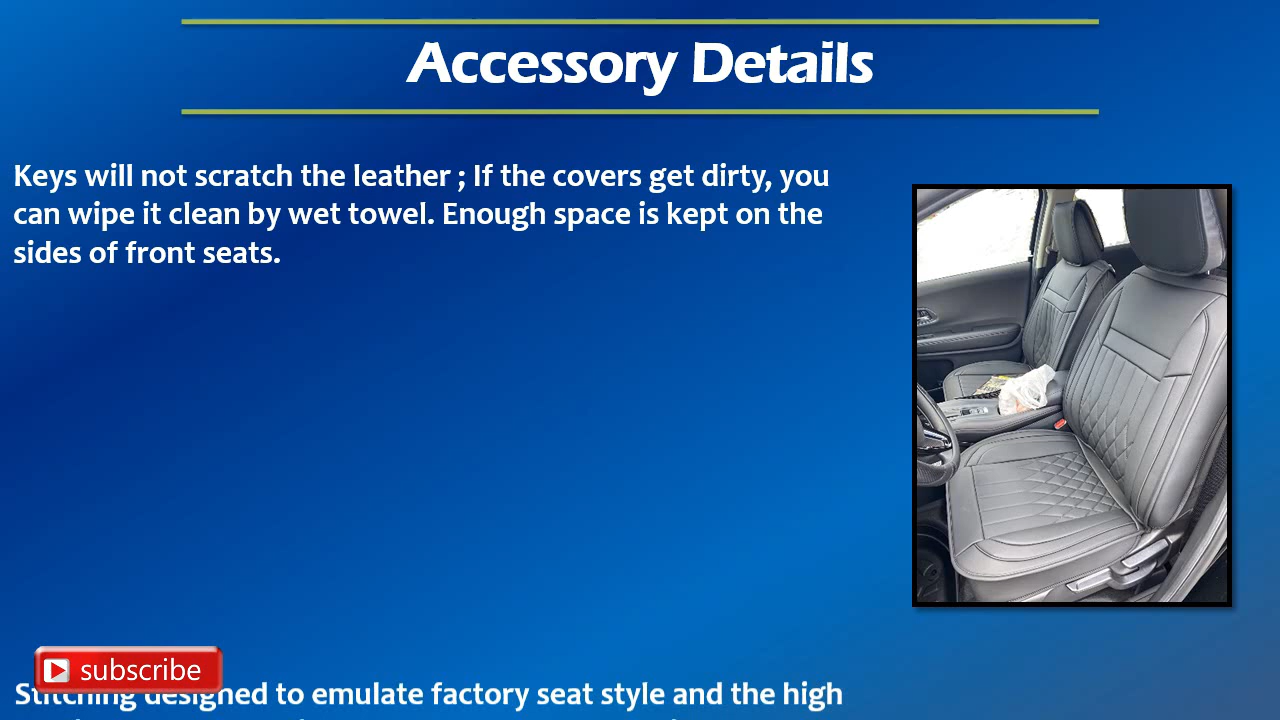 Accessory Details
Keys will not scratch the leather ; If the covers get dirty, you
can wipe it clean by wet towel. Enough space is kept on the
sides of front seats.
subscribe
Stitching designed to emulate factory seat style and the high